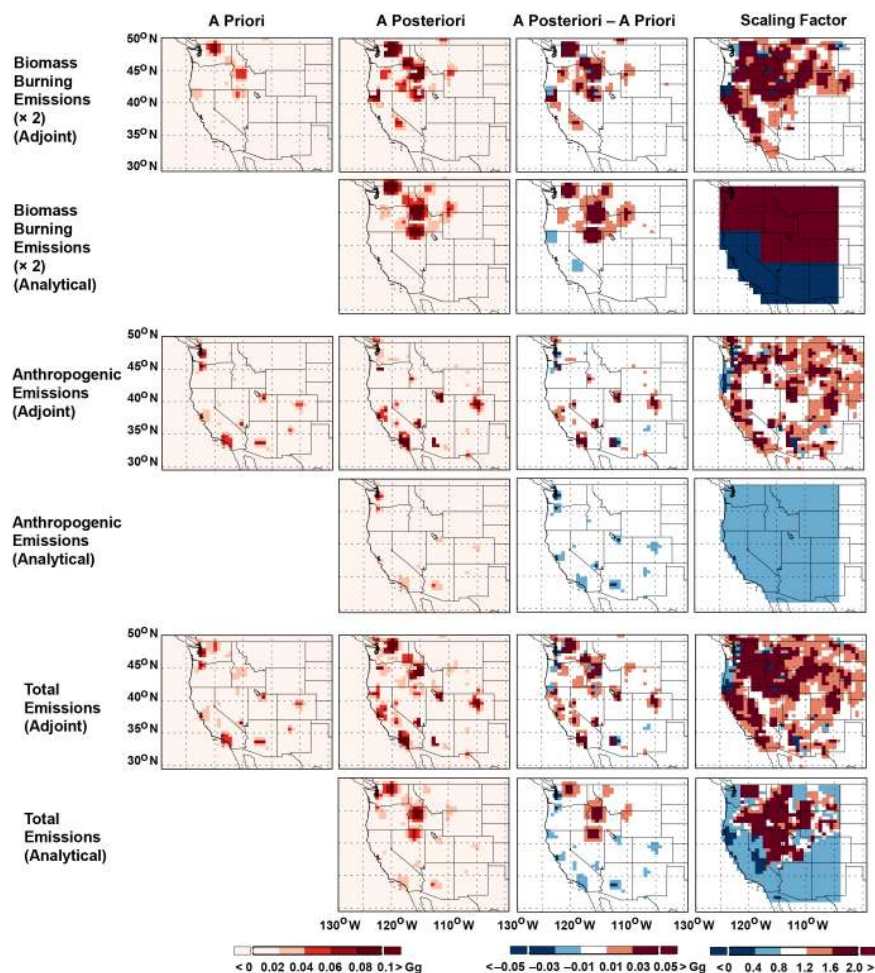 A Priori A Posteriori A Posteriori – A Priori Scaling Factor
50° N
45° N
40° N
35° N
30° N
Biomass
Burning
Emissions
(× 2)
(Adjoint)
Biomass
Burning
Emissions
(× 2)
(Analytical)
50° N
45° N
40° N
35° N
30° N
Anthropogenic
Emissions
(Adjoint)
Anthropogenic
Emissions
(Analytical)
50° N
45° N
40° N
35° N
30° N
Total
Emissions
(Adjoint)
Total
Emissions
(Analytical)
130° W 120° W 110° W 120° W 110° W 120° W 110° W
< 0 0.02 0.04 0.06 0.08 0.1> Gg <–0.05 –0.03 –0.01 0.01 0.03 0.05> Gg <0 0.4 0.8 1.2 1.6 2.0 >